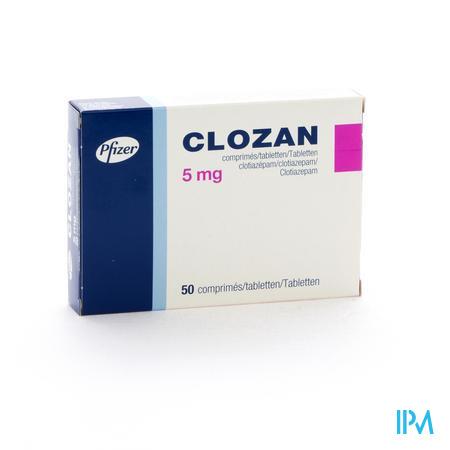 Pfizer
CLOZAN
comprimés/tabletten/Tabletten
clotiazépam/clotiazepam/
Clotiazepam
5 mg
50 comprimés/tabletten/Tabletten
IPM